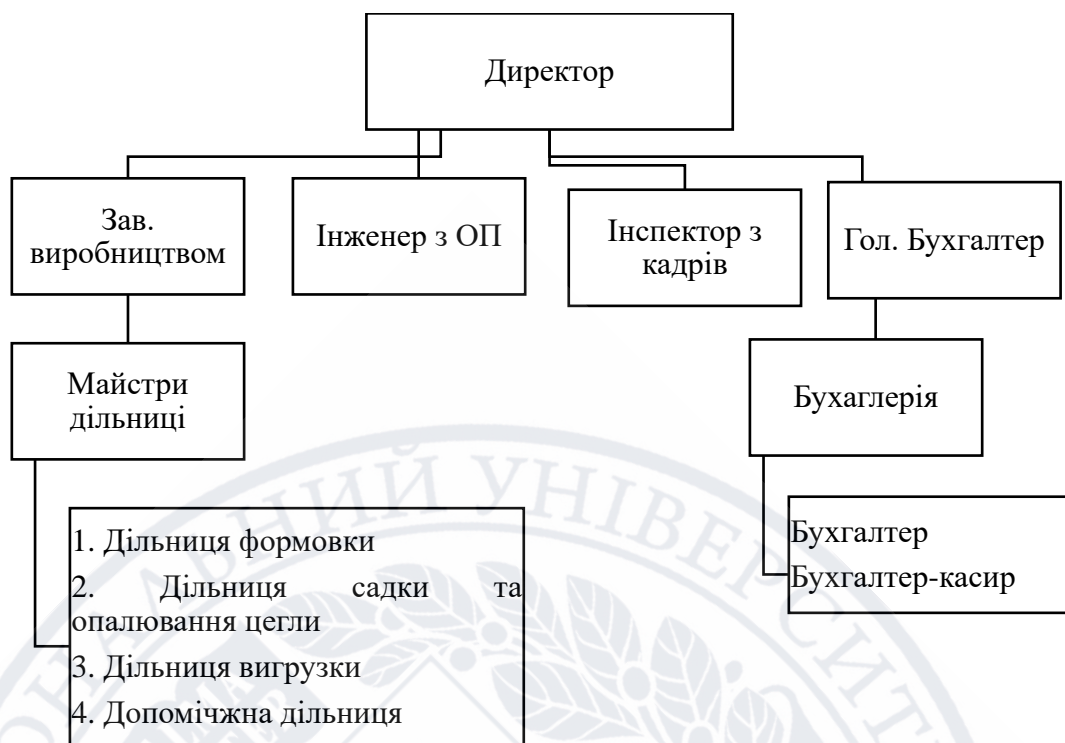 Директор
Зав.
виробництвом
Інженер з ОП
Інспектор з
кадрів
Гол. Бухгалтер
Майстри
дільниці
Бухаглерія
1. Дільниця формовки
2. Дільниця садки та
опалювання цегли
3. Дільниця вигрузки
4. Допомічжна дільниця
Бухгалтер
Бухгалтер-касир